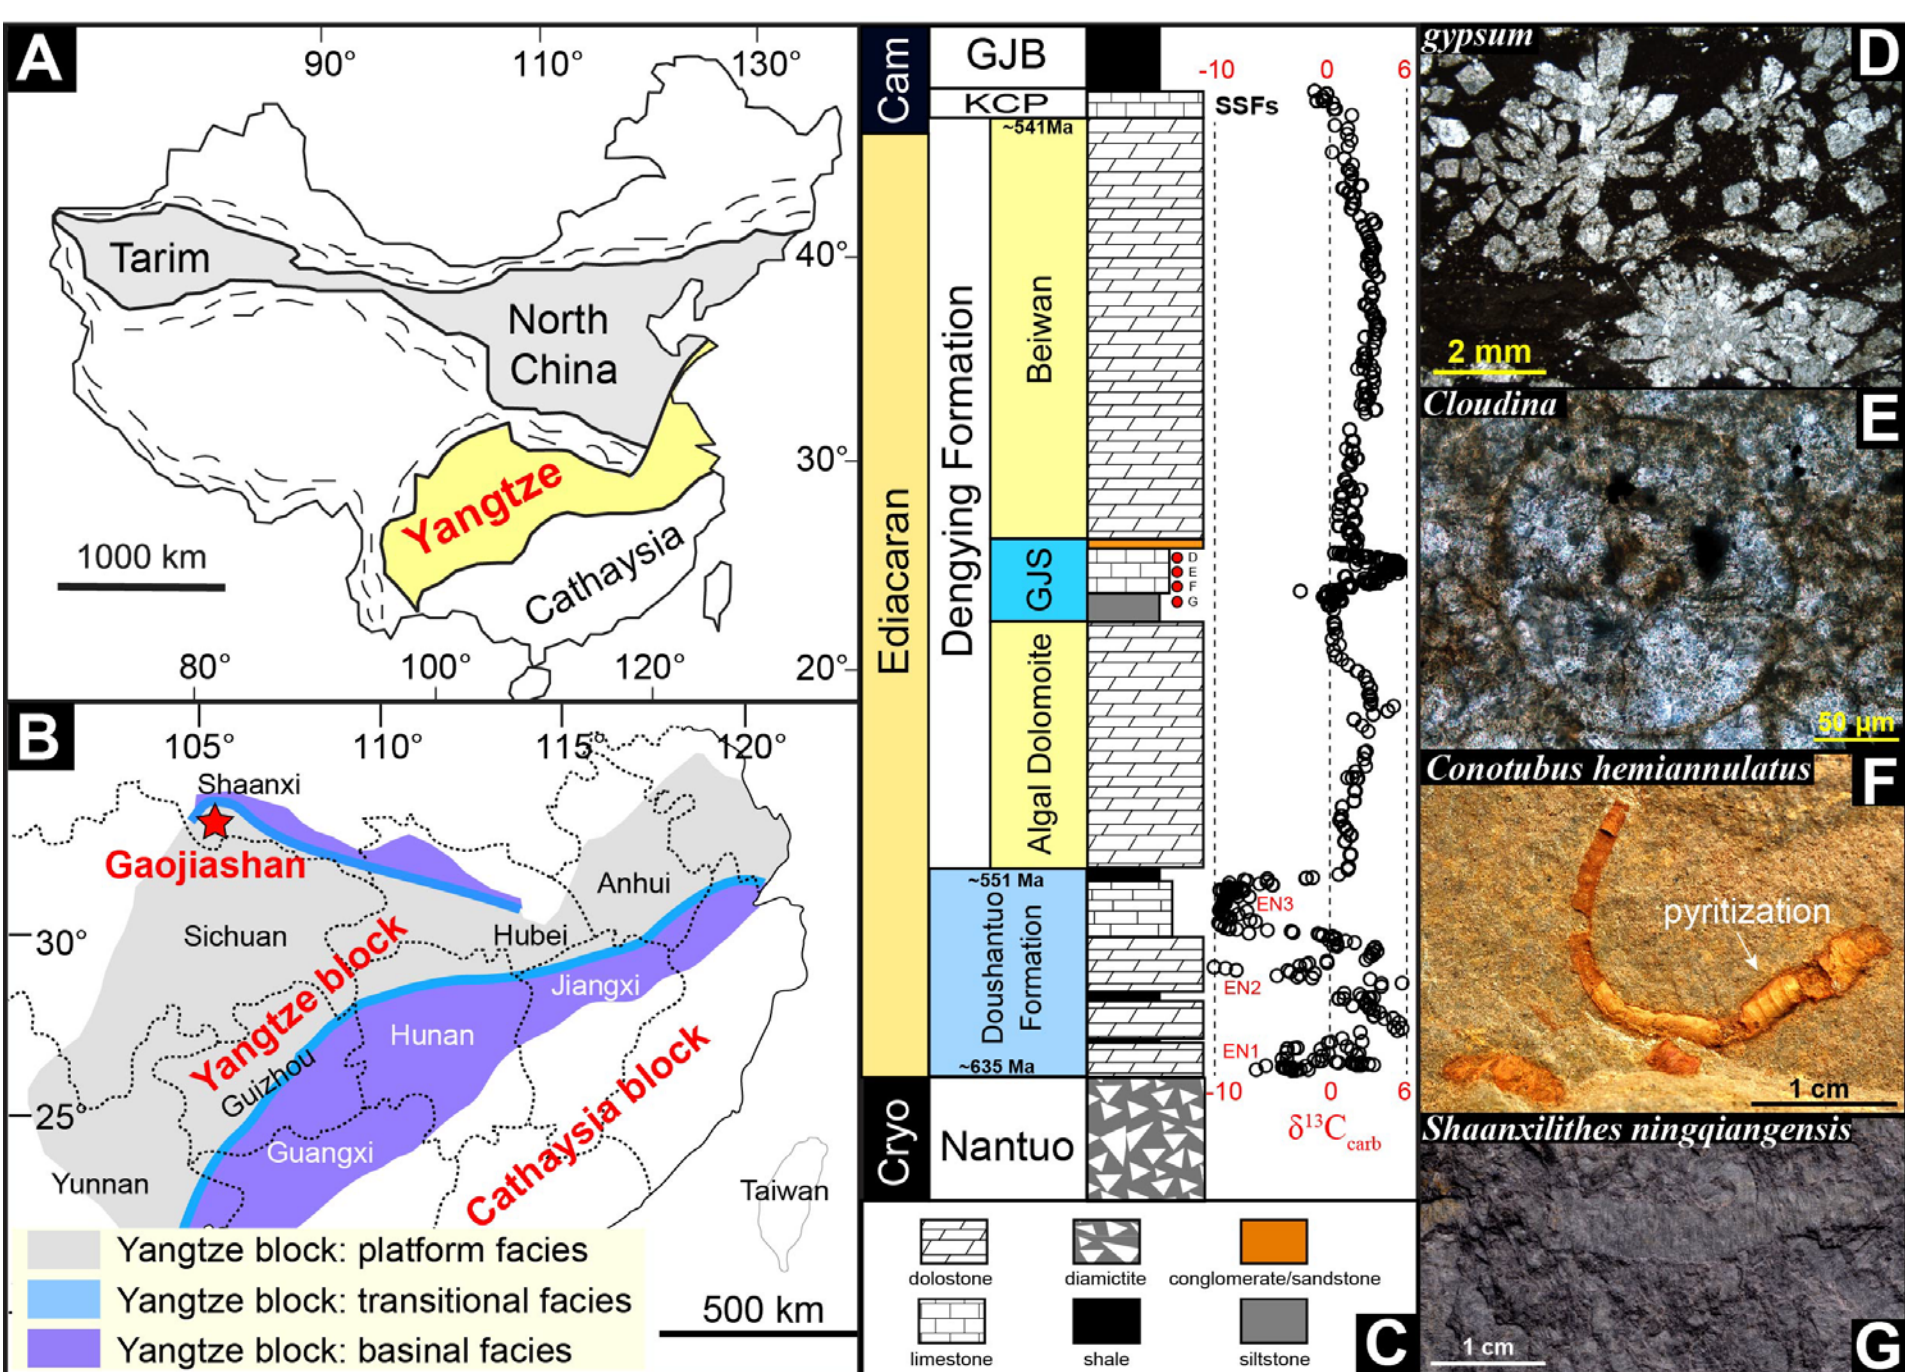 A
90°
110°
130°
Tarim
North
China
40°
30°
20°
Yangtze
Cathaysia
1000 km
80°
100°
120°
B
105°
110°
115°
120°
Shaanxi
Gaojiashan
Anhui
Sichuan
Hubei
30°
Yangtze block
Jiangxi
Hunan
Guizhou
25°
Guangxi
Cathaysia block
Yunnan
Taiwan
Yangtze block: platform facies
Yangtze block: transitional facies
Yangtze block: basinal facies
500 km
Cam
GJB
KCP
-10
0
6
SSFs
~541Ma
Ediacaran
Dengying Formation
Beiwan
GJS
D
E
F
G
Algal Dolomoite
~551 Ma
Doushantuo
Formation
EN3
EN2
EN1
~635 Ma
-10
0
6
δ¹³Ccarb
Cryo
Nantuo
dolostone
diamictite
conglomerate/sandstone
limestone
shale
siltstone
C
gypsum
D
2 mm
Cloudina
E
50 μm
Conotubus hemiannulatus
F
pyritization
1 cm
Shaanxilithes ningqiangensis
1 cm
G